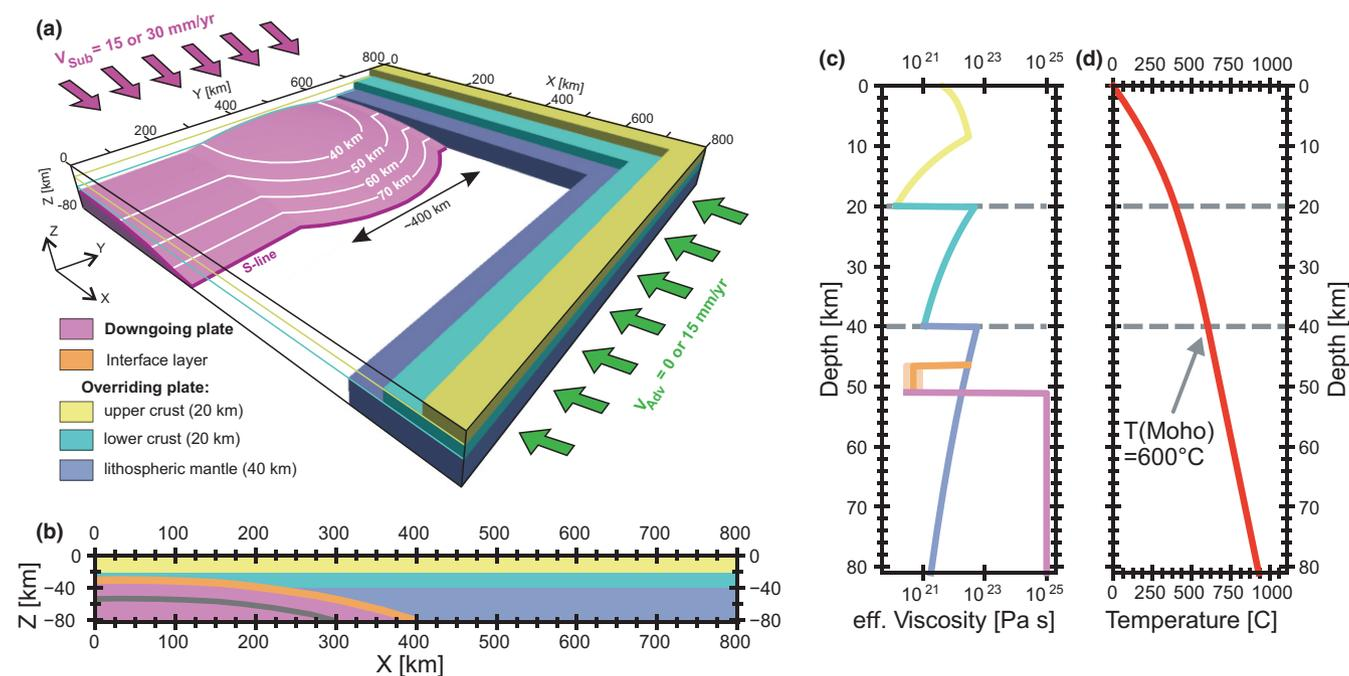 (a)
V Sub = 15 or 30 mm/yr
Y [km]
0
200
400
600
800
0
200
400
600
800
X [km]
Z [km]
0
-80
40 km
50 km
60 km
70 km
~400 km
S-line
Z
Y
X
V Adv = 0 or 15 mm/yr
Downgoing plate
Interface layer
Overriding plate:
upper crust (20 km)
lower crust (20 km)
lithospheric mantle (40 km)
(b)
0 100 200 300 400 500 600 700 800
0 0
−40 −40
−80 −80
Z [km]
0 100 200 300 400 500 600 700 800
X [km]
(c)
10 21 10 23 10 25
0
10
20
30
40
50
60
70
80
Depth [km]
10 21 10 23 10 25
eff. Viscosity [Pa s]
(d)
0 250 500 750 1000
0
10
20
30
40
50
60
70
80
Depth [km]
T(Moho)
=600°C
0 250 500 750 1000
Temperature [C]